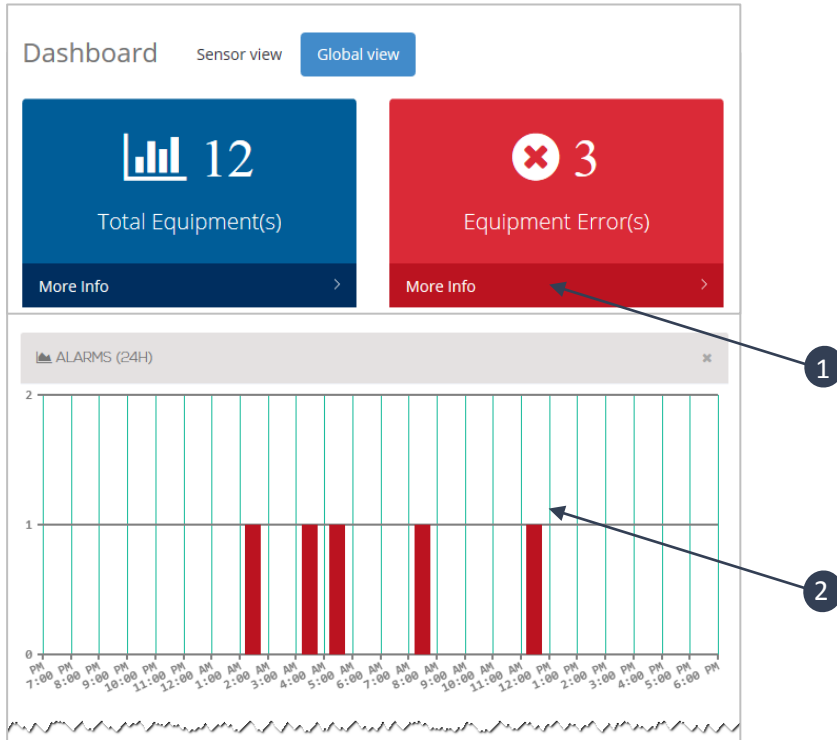 Dashboard Sensor view Global view
12 3
Total Equipment(s) Equipment Error(s)
More Info More Info
1
ALARMS (24H)
2
1
2
0
PM 7:00 PM 8:00 PM 9:00 PM 10:00 PM 11:00 PM 12:00 AM 1:00 AM 2:00 AM 3:00 AM 4:00 AM 5:00 AM 6:00 AM 7:00 AM 8:00 AM 9:00 AM 10:00 AM 11:00 AM 12:00 PM 1:00 PM 2:00 PM 3:00 PM 4:00 PM 5:00 PM 6:00 PM